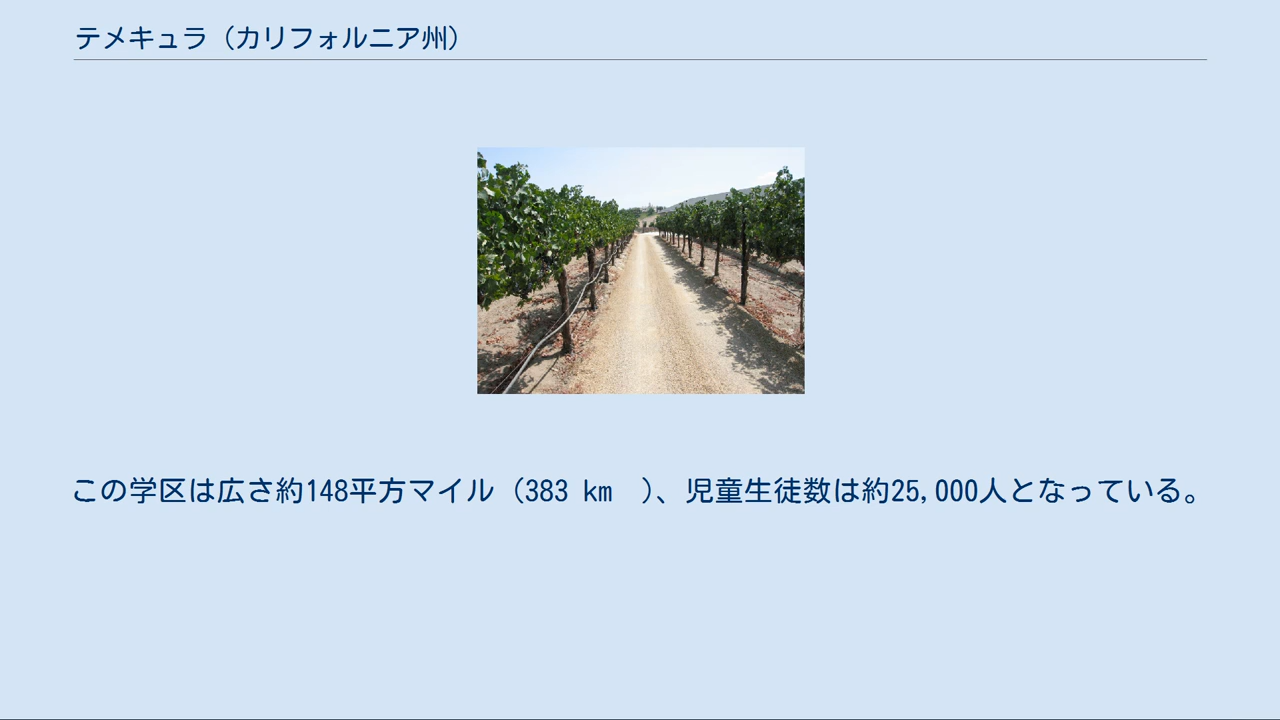 テメキュラ（カリフォルニア州）
この学区は広さ約148平方マイル（383 km　）、児童生徒数は約25,000人となっている。